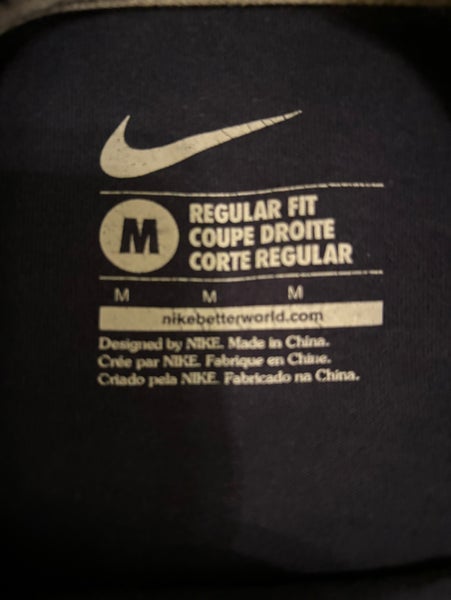 M
REGULAR FIT
COUPE DROITE
CORTE REGULAR
M M M
nikebetterworld.com
Designed by NIKE. Made in China.
Crée par NIKE. Fabrique en Chine.
Criado pela NIKE. Fabricado na China.